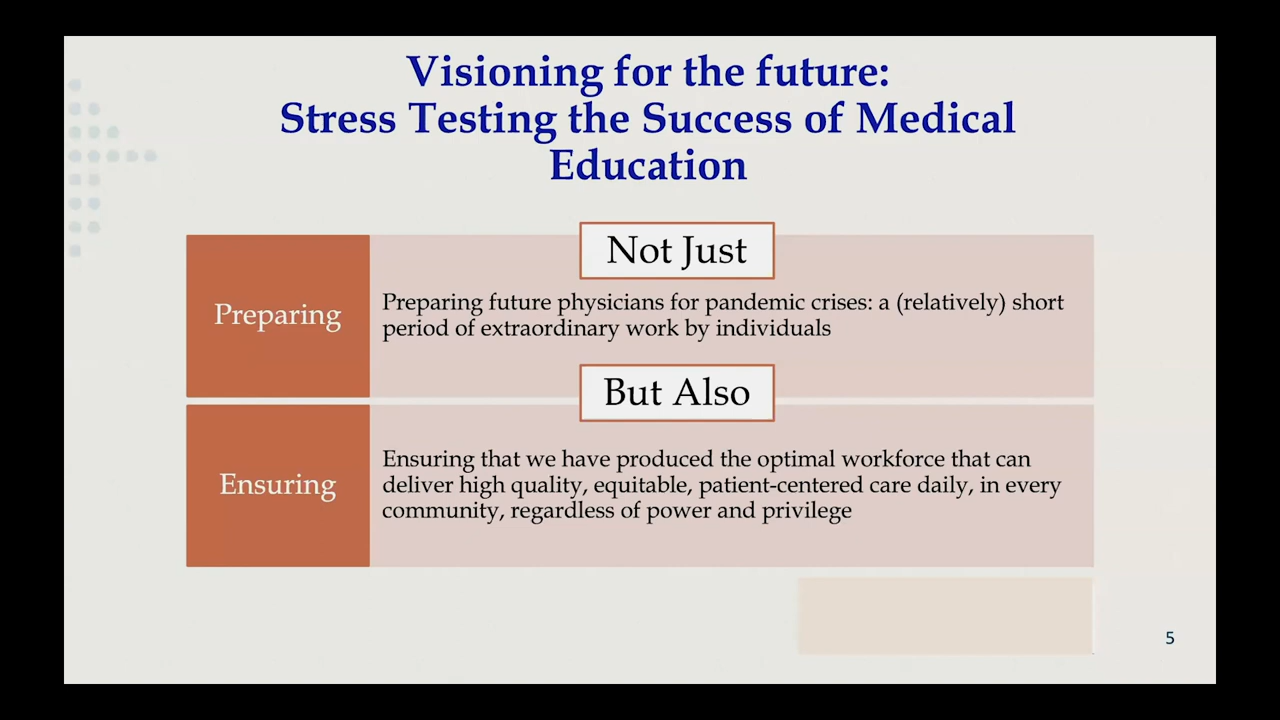 Visioning for the future:
Stress Testing the Success of Medical
Education
Not Just
Preparing
Preparing future physicians for pandemic crises: a (relatively) short
period of extraordinary work by individuals
But Also
Ensuring
Ensuring that we have produced the optimal workforce that can
deliver high quality, equitable, patient-centered care daily, in every
community, regardless of power and privilege
5